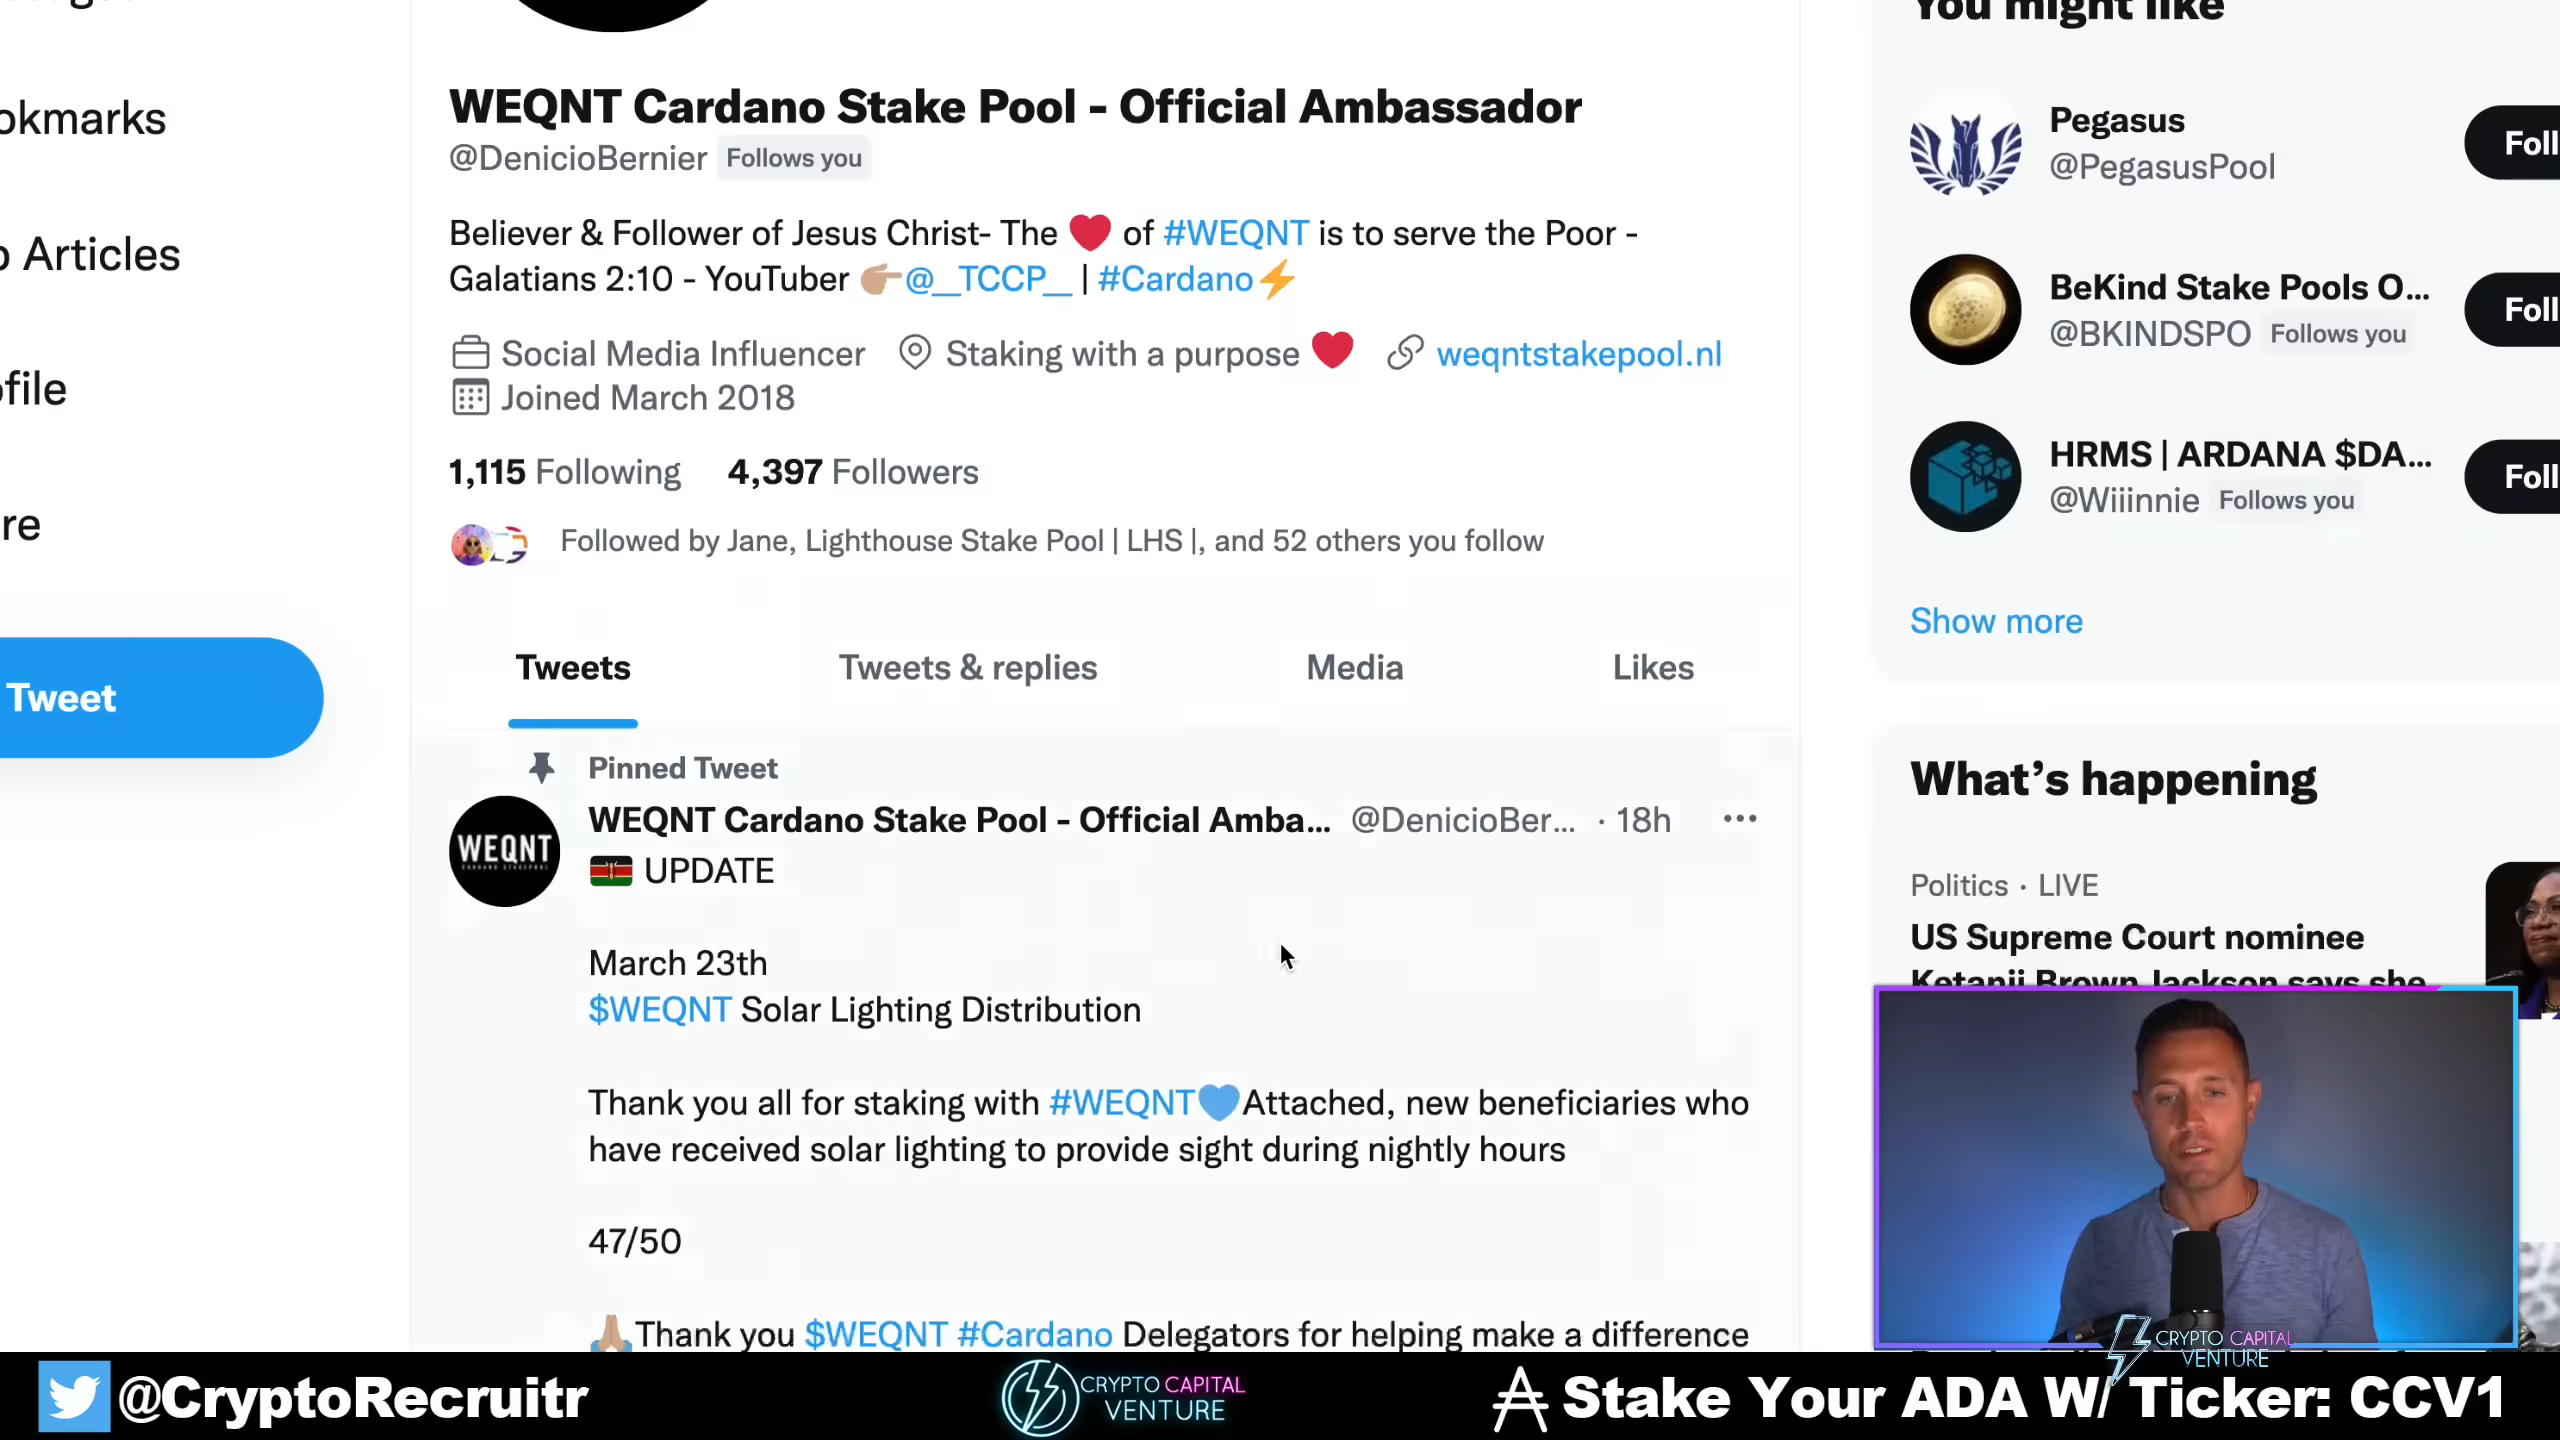 okmarks
Articles
ofile
re
Tweet
WEQNT Cardano Stake Pool - Official Ambassador
@DenicioBernier Follows you
Believer & Follower of Jesus Christ- The ❤️ of #WEQNT is to serve the Poor -
Galatians 2:10 - YouTuber 👉🏽@__TCCP__ | #Cardano⚡
Social Media Influencer Staking with a purpose ❤️ weqntstakepool.nl
Joined March 2018
1,115 Following 4,397 Followers
Followed by Jane, Lighthouse Stake Pool | LHS |, and 52 others you follow
Tweets Tweets & replies Media Likes
Pinned Tweet
WEQNT Cardano Stake Pool - Official Amba... @DenicioBer... · 18h
WEQNT
🇰🇪 UPDATE
March 23th
$WEQNT Solar Lighting Distribution
Thank you all for staking with #WEQNT💙Attached, new beneficiaries who
have received solar lighting to provide sight during nightly hours
47/50
🙏🏽Thank you $WEQNT #Cardano Delegators for helping make a difference
You might like
Pegasus
@PegasusPool
Foll
BeKind Stake Pools O...
@BKINDSPO Follows you
Foll
HRMS | ARDANA $DA...
@Wiiinnie Follows you
Foll
Show more
What's happening
Politics · LIVE
US Supreme Court nominee
Ketanji Brown Jackson says she
CRYPTO CAPITAL
VENTURE
@CryptoRecruitr
CRYPTO CAPITAL
VENTURE
Stake Your ADA W/ Ticker: CCV1